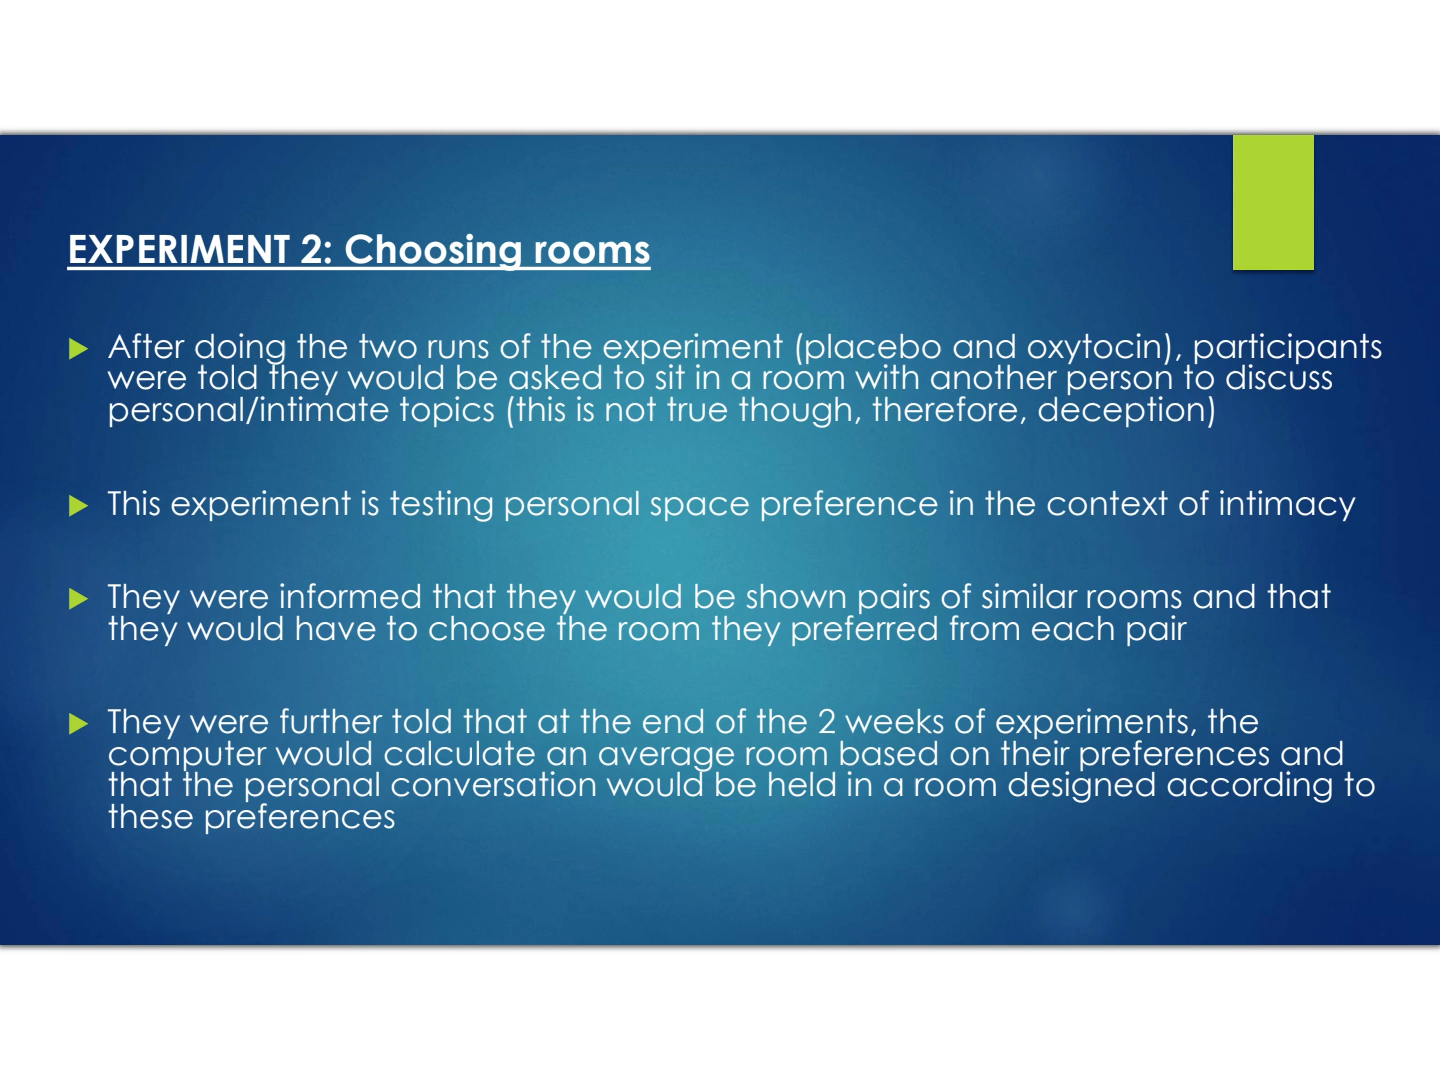 EXPERIMENT 2: Choosing rooms
After doing the two runs of the experiment (placebo and oxytocin), participants
were told they would be asked to sit in a room with another person to discuss
personal/intimate topics (this is not true though, therefore, deception)
This experiment is testing personal space preference in the context of intimacy
They were informed that they would be shown pairs of similar rooms and that
they would have to choose the room they preferred from each pair
They were further told that at the end of the 2 weeks of experiments, the
computer would calculate an average room based on their preferences and
that the personal conversation would be held in a room designed according to
these preferences